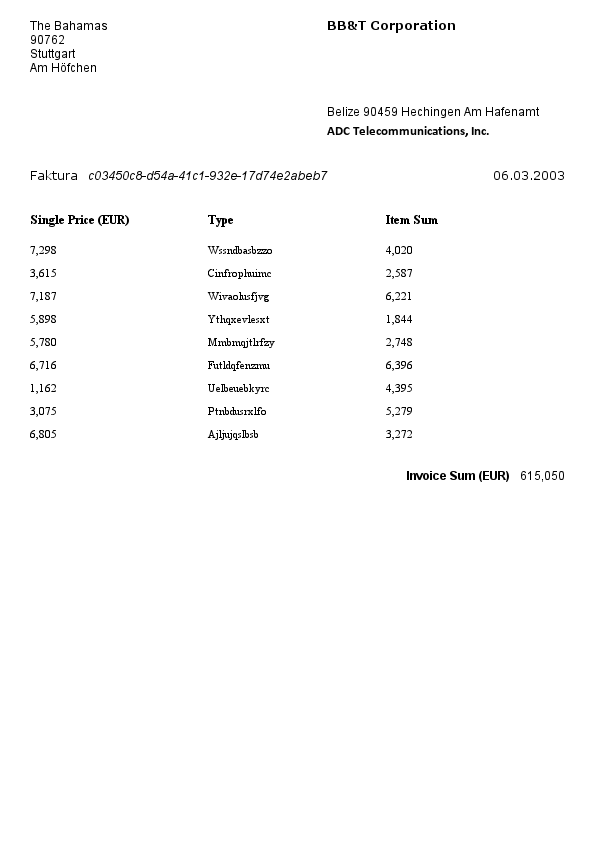 The Bahamas
90762
Stuttgart
Am Höfchen
BB&T Corporation
Belize 90459 Hechingen Am Hafenamt
ADC Telecommunications, Inc.
Faktura c03450c8-d54a-41c1-932e-17d74e2abeb7 06.03.2003
Single Price (EUR) Type Item Sum
7,298 Wssndbasbzzo 4,020
3,615 Cinfrophuimc 2,587
7,187 Wivaolusfjvg 6,221
5,898 Ythqxevlesxt 1,844
5,780 Mmbmqjtlrfzy 2,748
6,716 Futldqfenzmu 6,396
1,162 Uelbeuebkyrc 4,395
3,075 Ptnbdusrxlfo 5,279
6,805 Ajljujqslbsb 3,272
Invoice Sum (EUR) 615,050